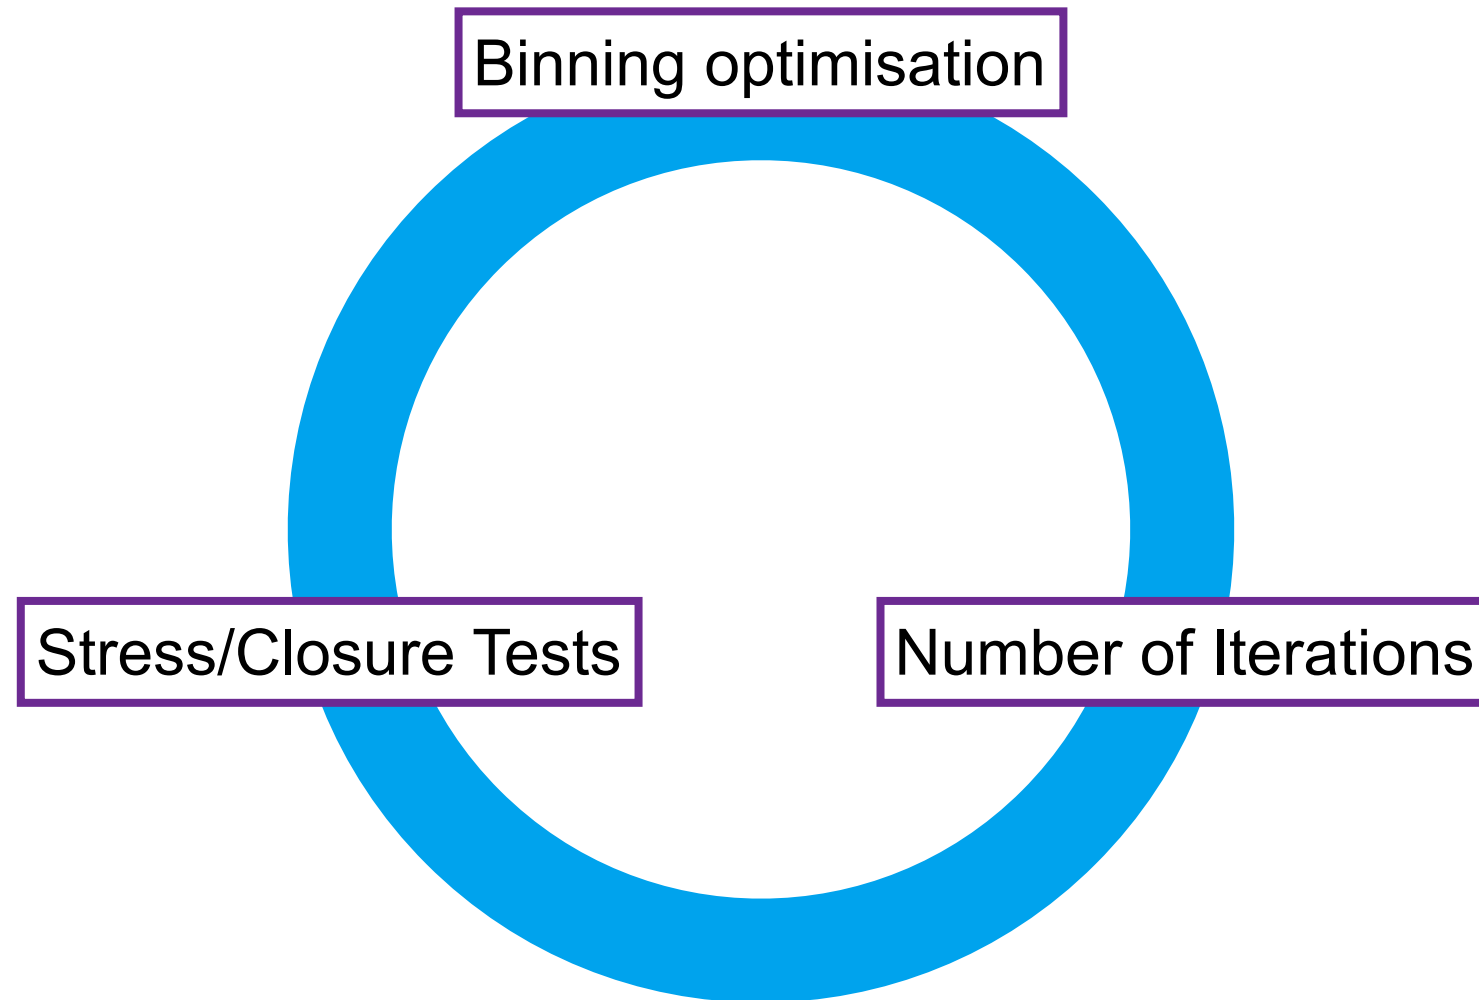 Binning optimisation
Stress/Closure Tests
Number of Iterations